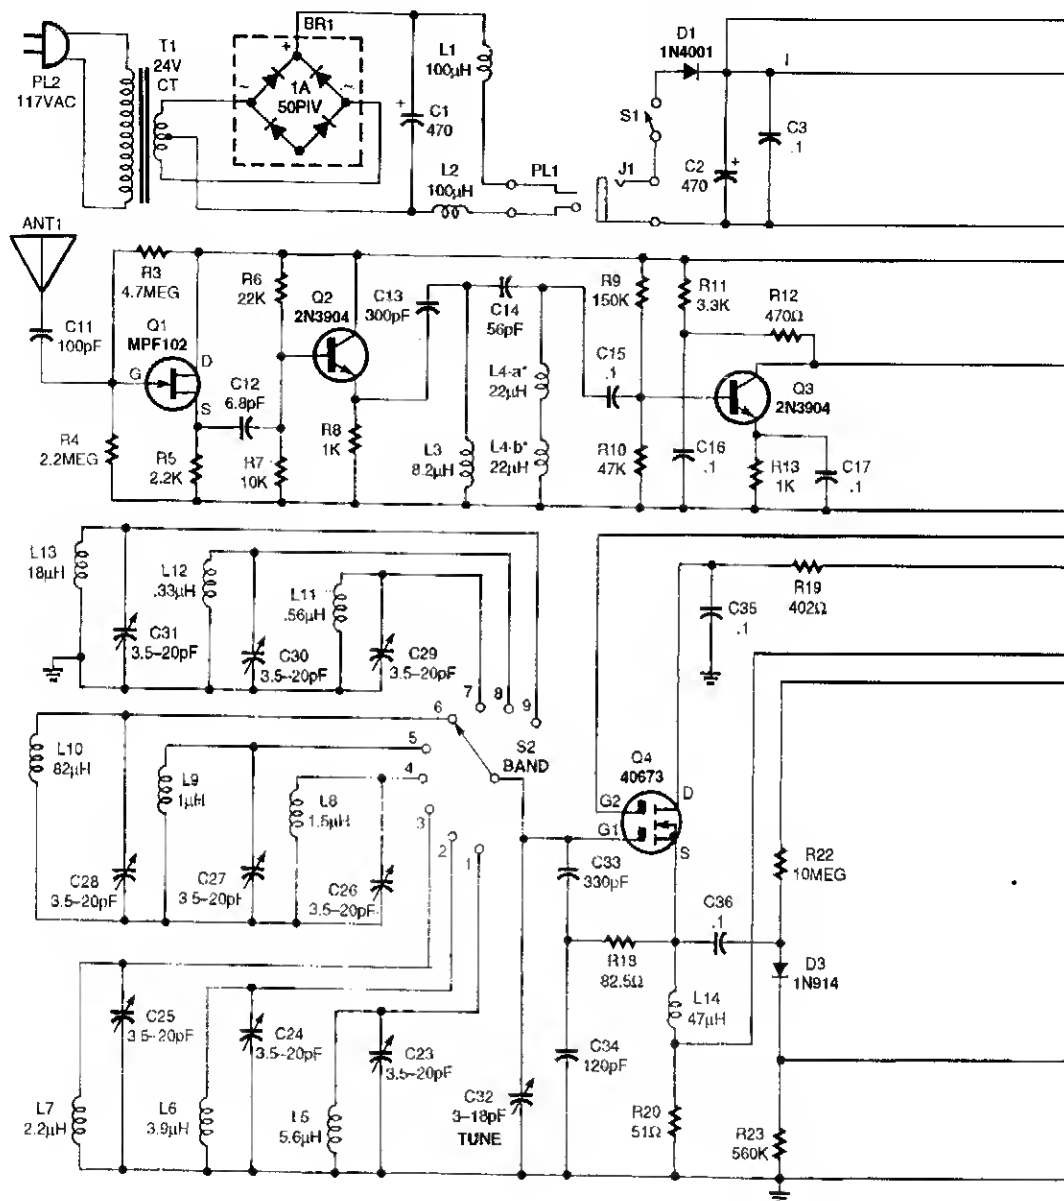 PL2
117VAC
T1
24V
CT
BR1
+
~
1A
50PIV
~
+
C1
470
L1
100µH
L2
100µH
PL1
J1
S1
D1
1N4001
C2
470
+
C3
.1
ANT1
C11
100pF
R3
4.7MEG
Q1
MPF102
G
D
S
R4
2.2MEG
R5
2.2K
C12
6.8pF
R6
22K
R7
10K
Q2
2N3904
R8
1K
C13
300pF
L3
8.2µH
C14
56pF
L4-a*
22µH
L4-b*
22µH
C15
.1
R9
150K
R10
47K
R11
3.3K
C16
.1
R12
470Ω
Q3
2N3904
R13
1K
C17
.1
L13
18µH
C31
3.5–20pF
L12
.33µH
C30
3.5–20pF
L11
.56µH
C29
3.5–20pF
7
8
9
6
5
4
3
2
1
S2
BAND
L10
82µH
C28
3.5–20pF
L9
1µH
C27
3.5–20pF
L8
1.5µH
C26
3.5–20pF
L7
2.2µH
C25
3.5–20pF
L6
3.9µH
C24
3.5–20pF
L5
5.6µH
C23
3.5–20pF
C32
3–18pF
TUNE
C33
330pF
C34
120pF
R18
82.5Ω
Q4
40673
G2
G1
D
S
C35
.1
R19
402Ω
C36
.1
L14
47µH
R20
51Ω
R22
10MEG
D3
1N914
R23
560K